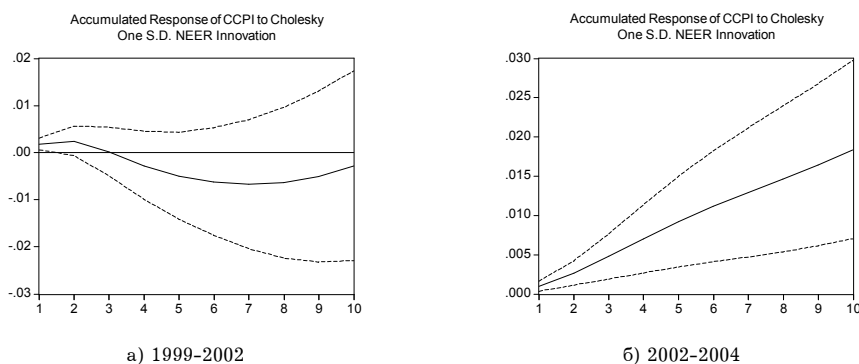 Accumulated Response of CCPI to Cholesky
One S.D. NEER Innovation
.02
.01
.00
-.01
-.02
-.03
1 2 3 4 5 6 7 8 9 10
а) 1999–2002
Accumulated Response of CCPI to Cholesky
One S.D. NEER Innovation
.030
.025
.020
.015
.010
.005
.000
1 2 3 4 5 6 7 8 9 10
б) 2002–2004